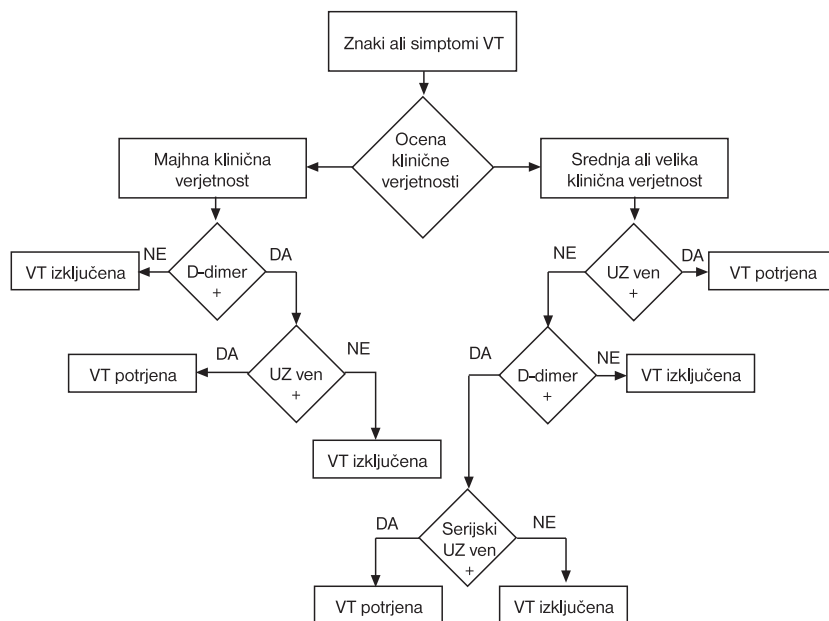 Znaki ali simptomi VT
Ocena
klinične
verjetnosti
Majhna klinična
verjetnost
Srednja ali velika
klinična verjetnost
NE
DA
VT izključena
D-dimer
+
NE
DA
UZ ven
+
VT potrjena
DA
NE
VT potrjena
UZ ven
+
DA
NE
D-dimer
+
VT izključena
VT izključena
DA
NE
Serijski
UZ ven
+
VT potrjena
VT izključena